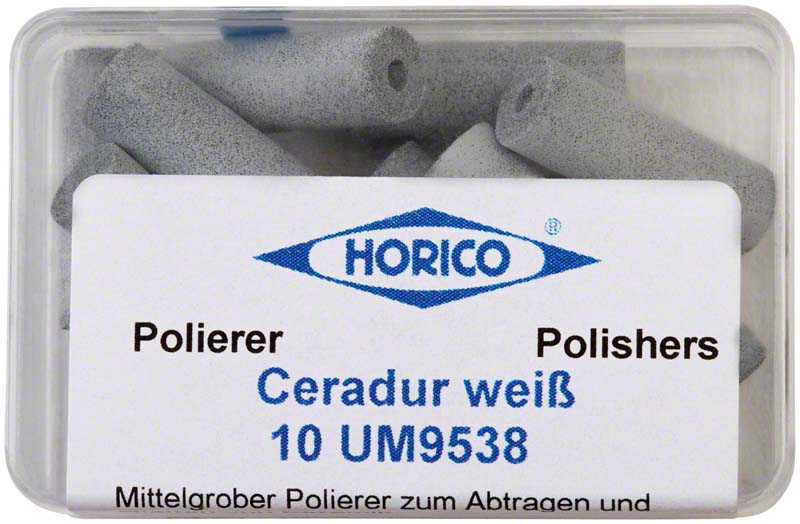 HORICO ®
Polierer Polishers
Ceradur weiß
10 UM9538
Mittelgrober Polierer zum Abtragen und